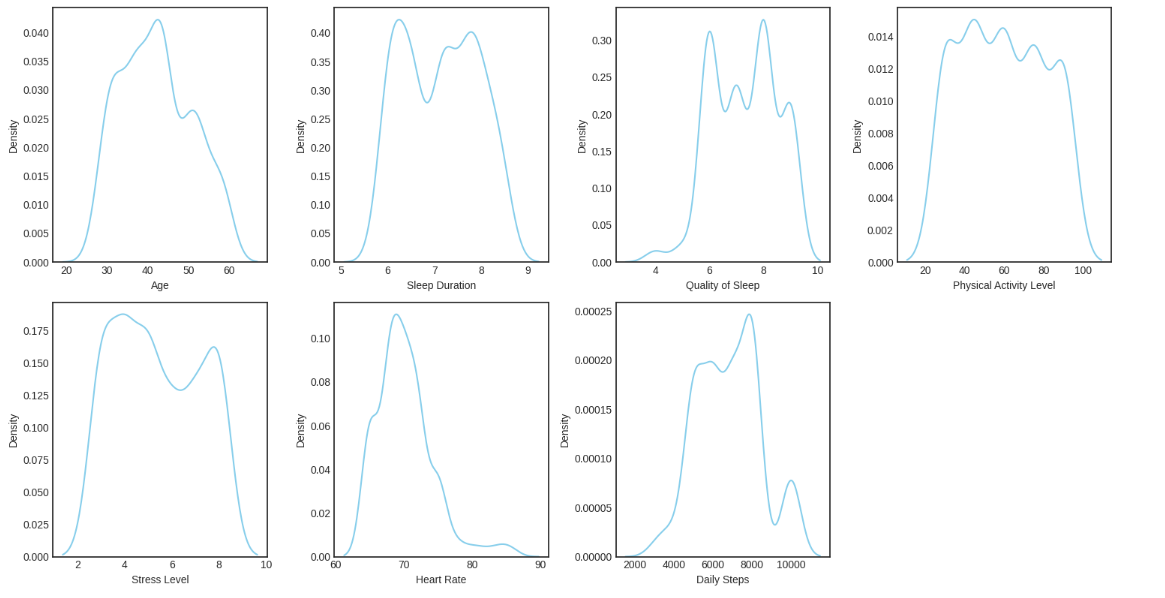 Density
0.040
0.035
0.030
0.025
0.020
0.015
0.010
0.005
0.000
20 30 40 50 60
Age
Density
0.40
0.35
0.30
0.25
0.20
0.15
0.10
0.05
0.00
5 6 7 8 9
Sleep Duration
Density
0.30
0.25
0.20
0.15
0.10
0.05
0.00
4 6 8 10
Quality of Sleep
Density
0.014
0.012
0.010
0.008
0.006
0.004
0.002
0.000
20 40 60 80 100
Physical Activity Level
Density
0.175
0.150
0.125
0.100
0.075
0.050
0.025
0.000
2 4 6 8 10
Stress Level
Density
0.10
0.08
0.06
0.04
0.02
0.00
60 70 80 90
Heart Rate
Density
0.00025
0.00020
0.00015
0.00010
0.00005
0.00000
2000 4000 6000 8000 10000
Daily Steps